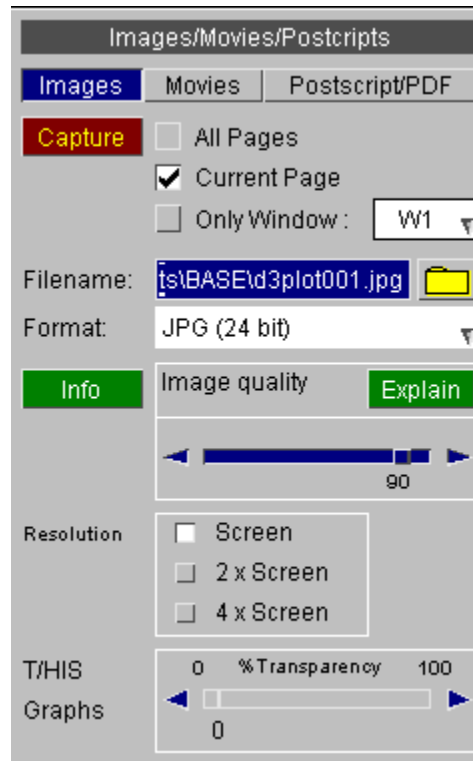 Images/Movies/Postcripts
Images Movies Postscript/PDF
Capture All Pages
Current Page
Only Window : W1
Filename: ts\BASE\d3plot001.jpg
Format: JPG (24 bit)
Info Image quality Explain
90
Resolution Screen
2 x Screen
4 x Screen
T/HIS 0 %Transparency 100
Graphs
0